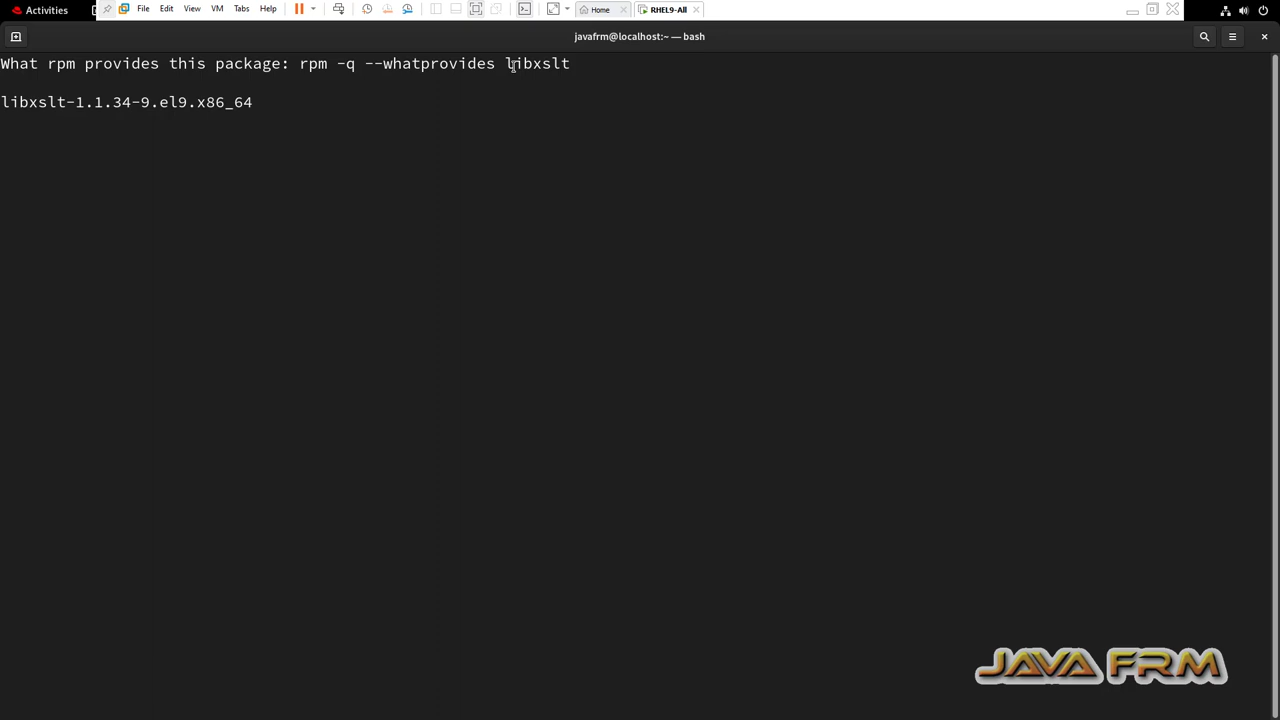 Activities
File Edit View VM Tabs Help
Home
RHEL9-All
javafrm@localhost:~ — bash
What rpm provides this package: rpm -q --whatprovides libxslt
libxslt-1.1.34-9.el9.x86_64
JAVA FRM